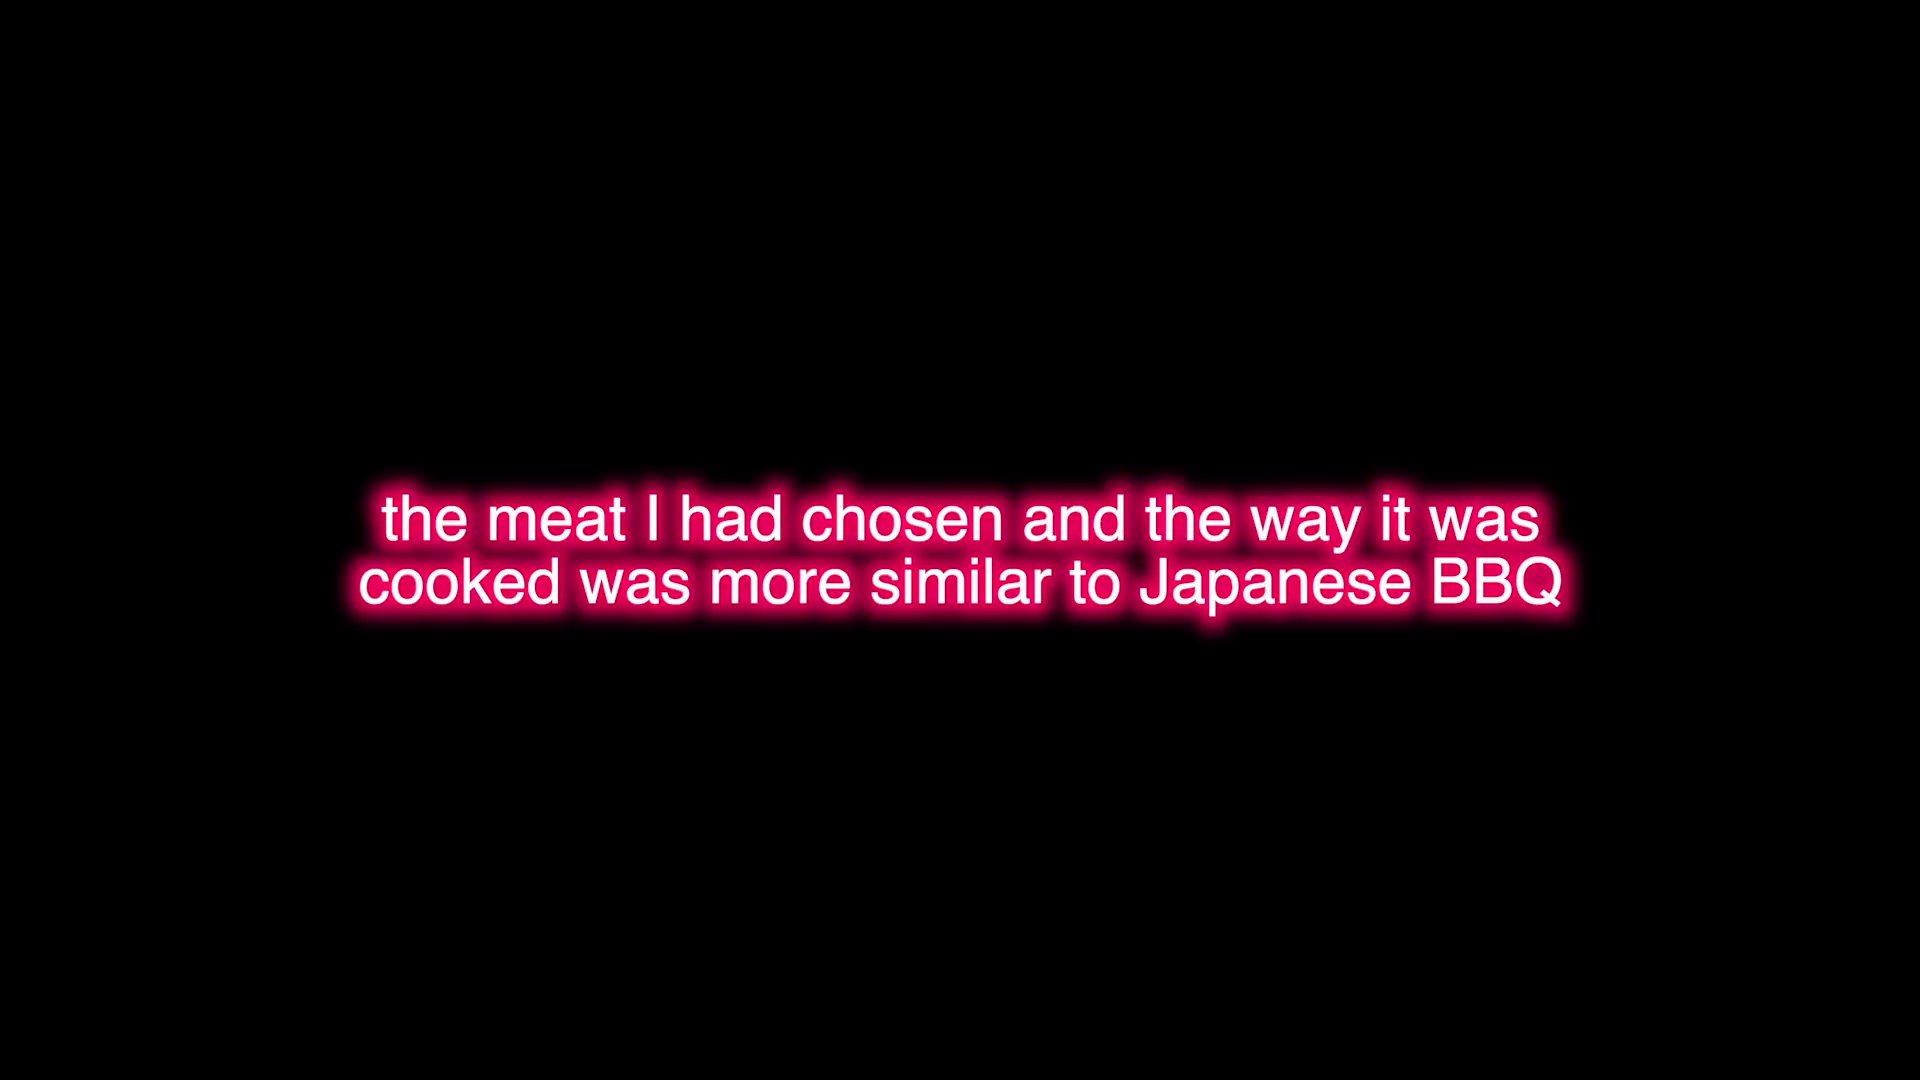 the meat I had chosen and the way it was
cooked was more similar to Japanese BBQ